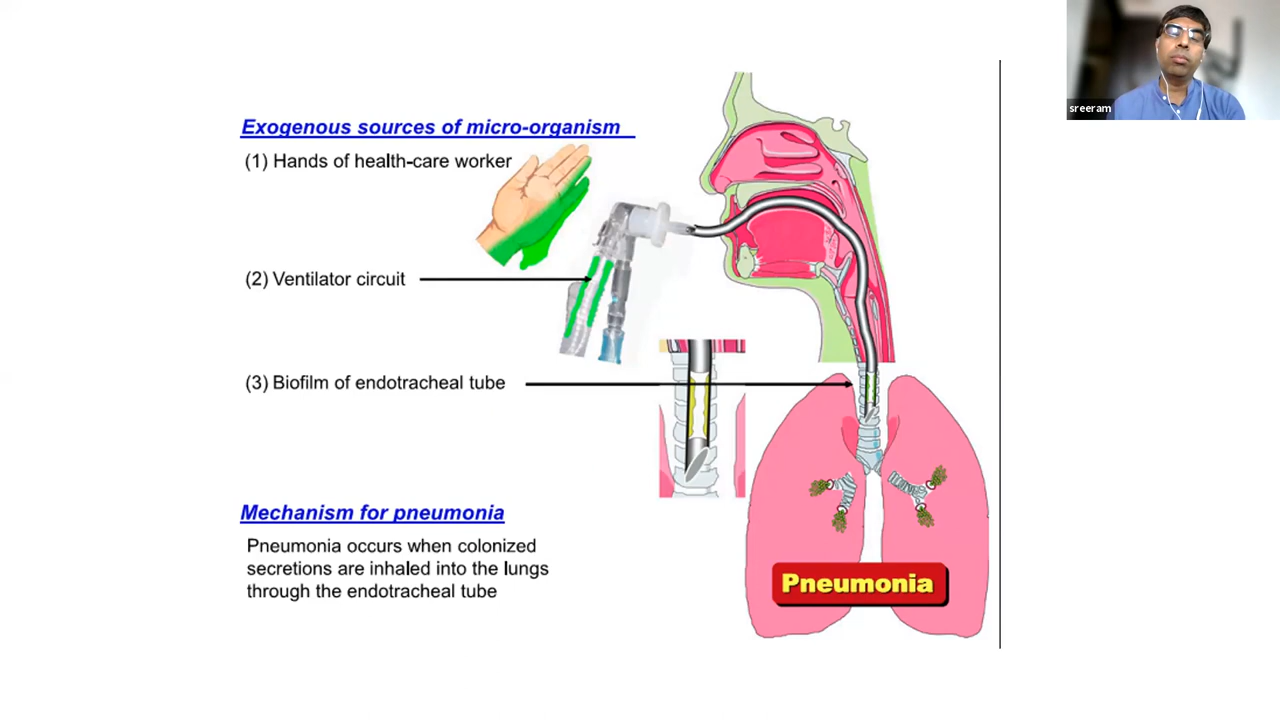 sreeram
Exogenous sources of micro-organism
(1) Hands of health-care worker
(2) Ventilator circuit
(3) Biofilm of endotracheal tube
Mechanism for pneumonia
Pneumonia occurs when colonized
secretions are inhaled into the lungs
through the endotracheal tube
Pneumonia